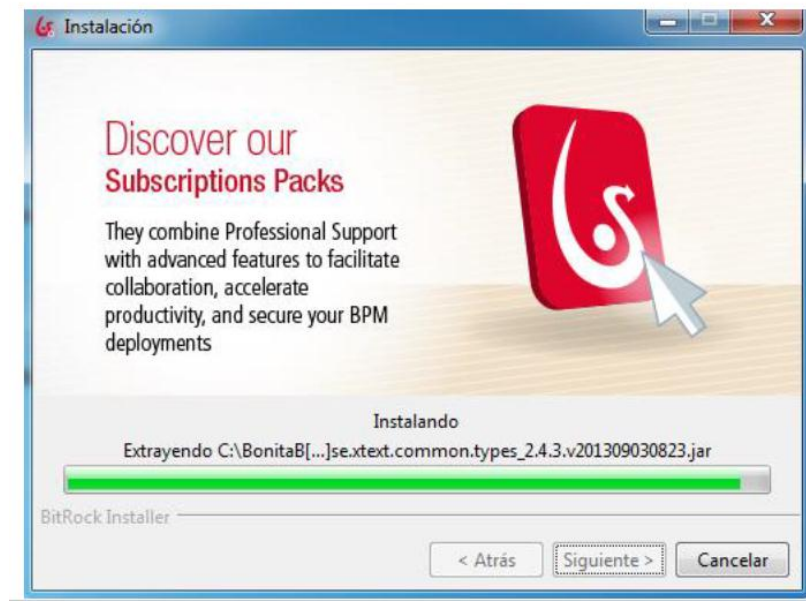 Instalación
Discover our
Subscriptions Packs
They combine Professional Support
with advanced features to facilitate
collaboration, accelerate
productivity, and secure your BPM
deployments
Instalando
Extrayendo C:\BonitaB[...]se.xtext.common.types_2.4.3.v201309030823.jar
BitRock Installer
< Atrás Siguiente > Cancelar